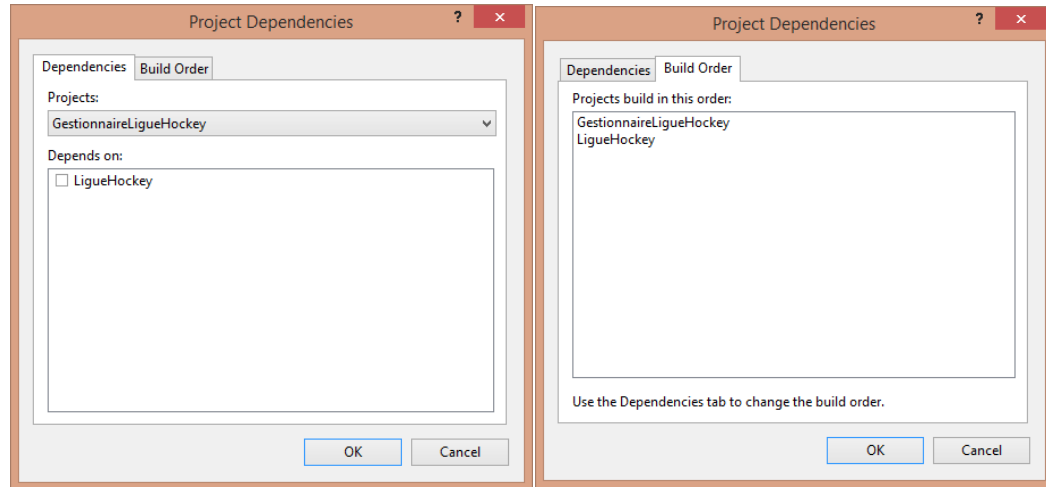 Project Dependencies
?
×
Dependencies
Build Order
Projects:
GestionnaireLigueHockey
Depends on:
LigueHockey
OK
Cancel
Project Dependencies
?
×
Dependencies
Build Order
Projects build in this order:
GestionnaireLigueHockey
LigueHockey
Use the Dependencies tab to change the build order.
OK
Cancel